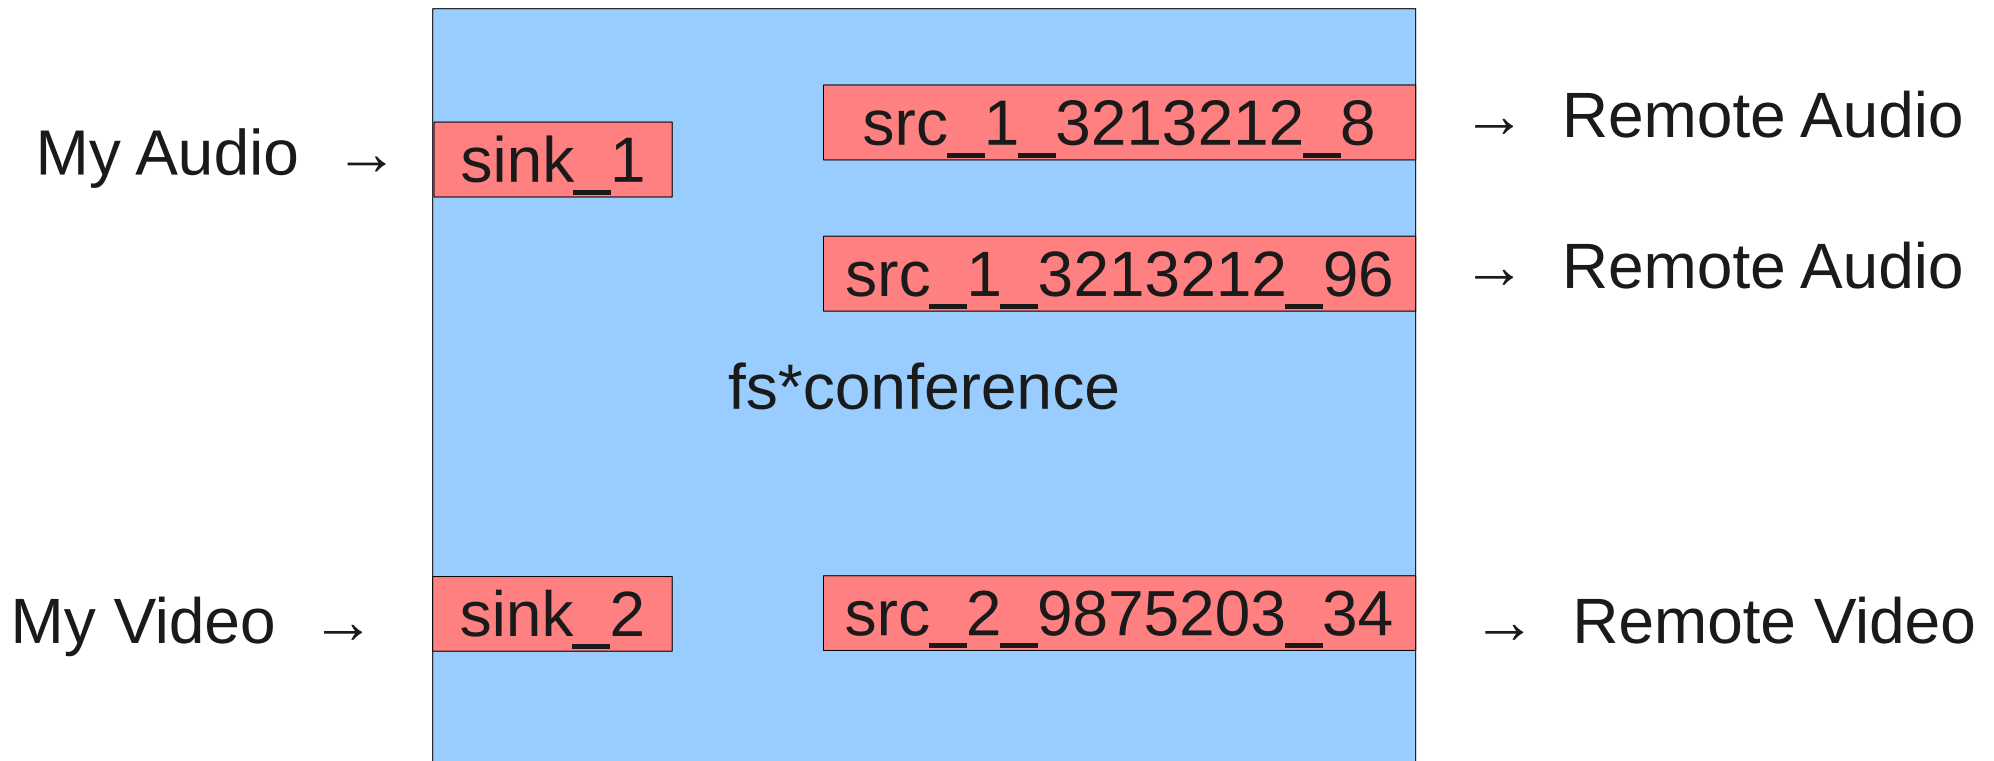 My Audio → sink_1
src_1_3213212_8 → Remote Audio
src_1_3213212_96 → Remote Audio
fs*conference
My Video → sink_2
src_2_9875203_34 → Remote Video